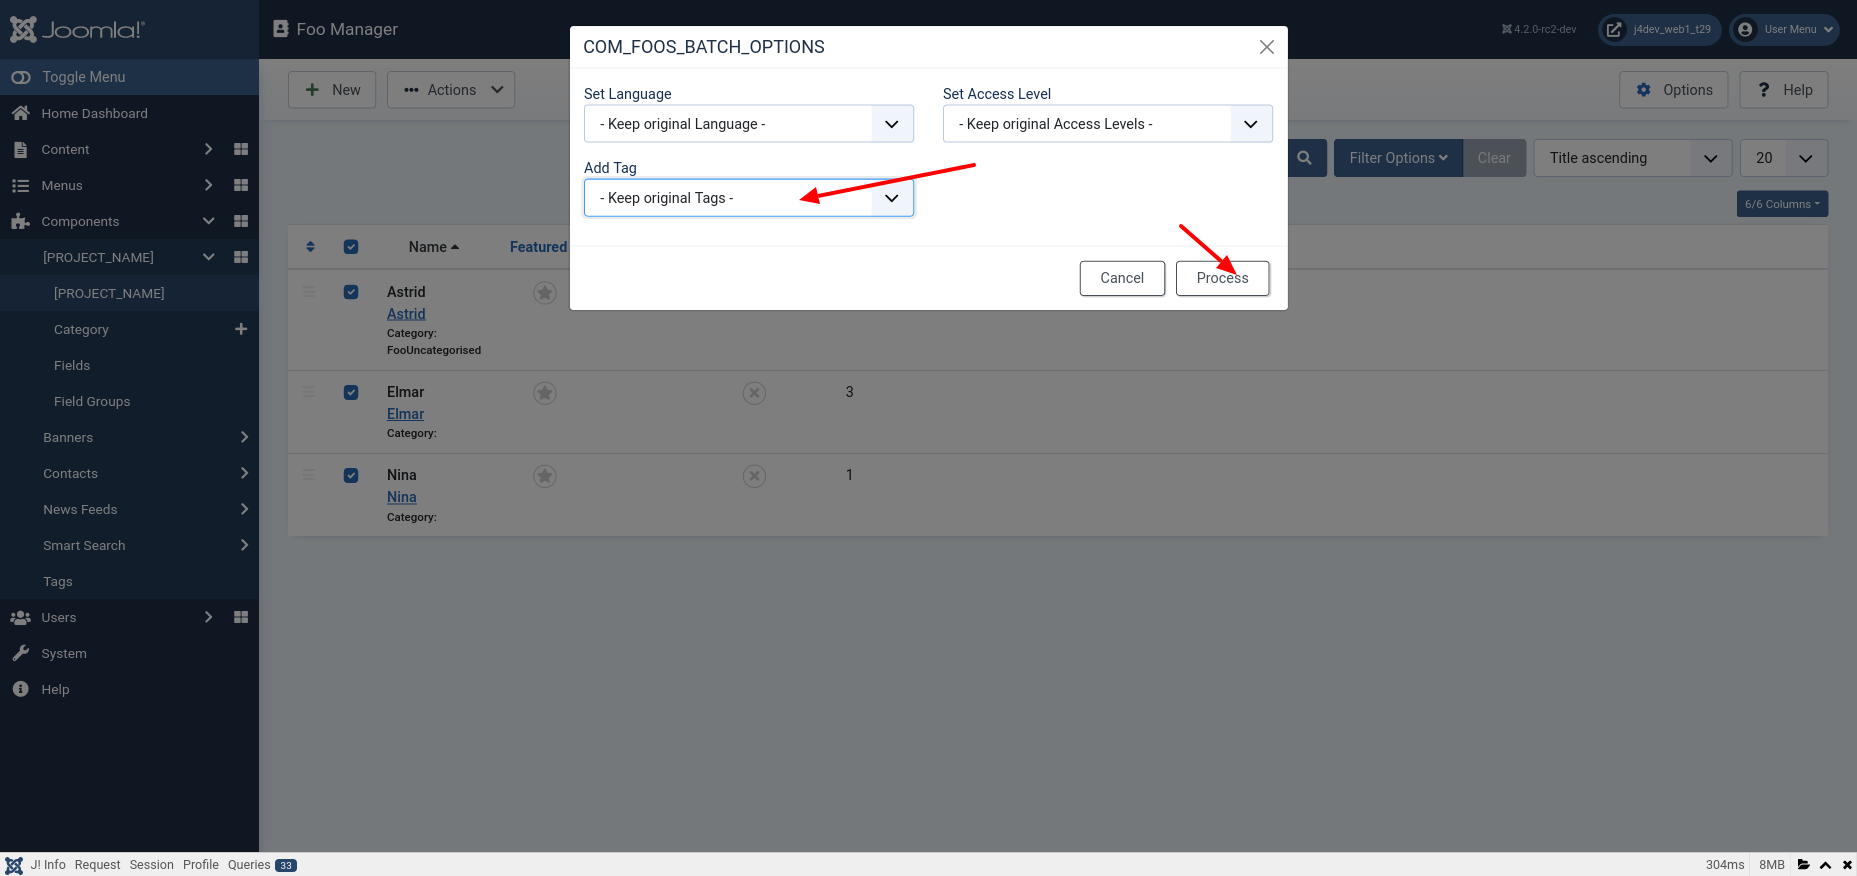 Joomla!
Foo Manager
4.2.0-rc2-dev
j4dev_web1_t29
User Menu
COM_FOOS_BATCH_OPTIONS
Set Language
- Keep original Language -
Set Access Level
- Keep original Access Levels -
Add Tag
- Keep original Tags -
Cancel
Process
Toggle Menu
Home Dashboard
Content
Menus
Components
[PROJECT_NAME]
[PROJECT_NAME]
Category
Fields
Field Groups
Banners
Contacts
News Feeds
Smart Search
Tags
Users
System
Help
New
Actions
Options
Help
Filter Options
Clear
Title ascending
20
6/6 Columns
Name
Featured
Astrid
Astrid
Category:
FooUncategorised
Elmar
Elmar
Category:
3
Nina
Nina
Category:
1
J! Info Request Session Profile Queries 33
304ms 8MB